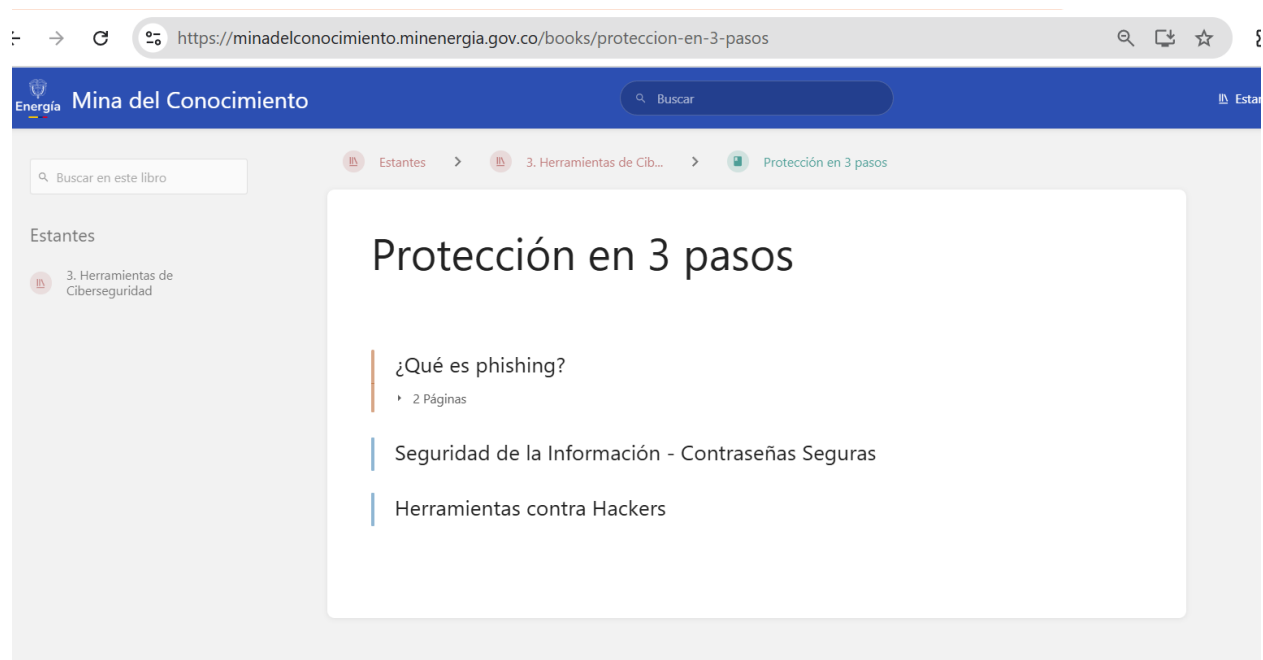 https://minadelconocimiento.minenergia.gov.co/books/proteccion-en-3-pasos
Energía Mina del Conocimiento
Buscar
Buscar en este libro
Estantes
3. Herramientas de Cib...
Protección en 3 pasos
Estantes
3. Herramientas de
Ciberseguridad
Protección en 3 pasos
¿Qué es phishing?
2 Páginas
Seguridad de la Información - Contraseñas Seguras
Herramientas contra Hackers